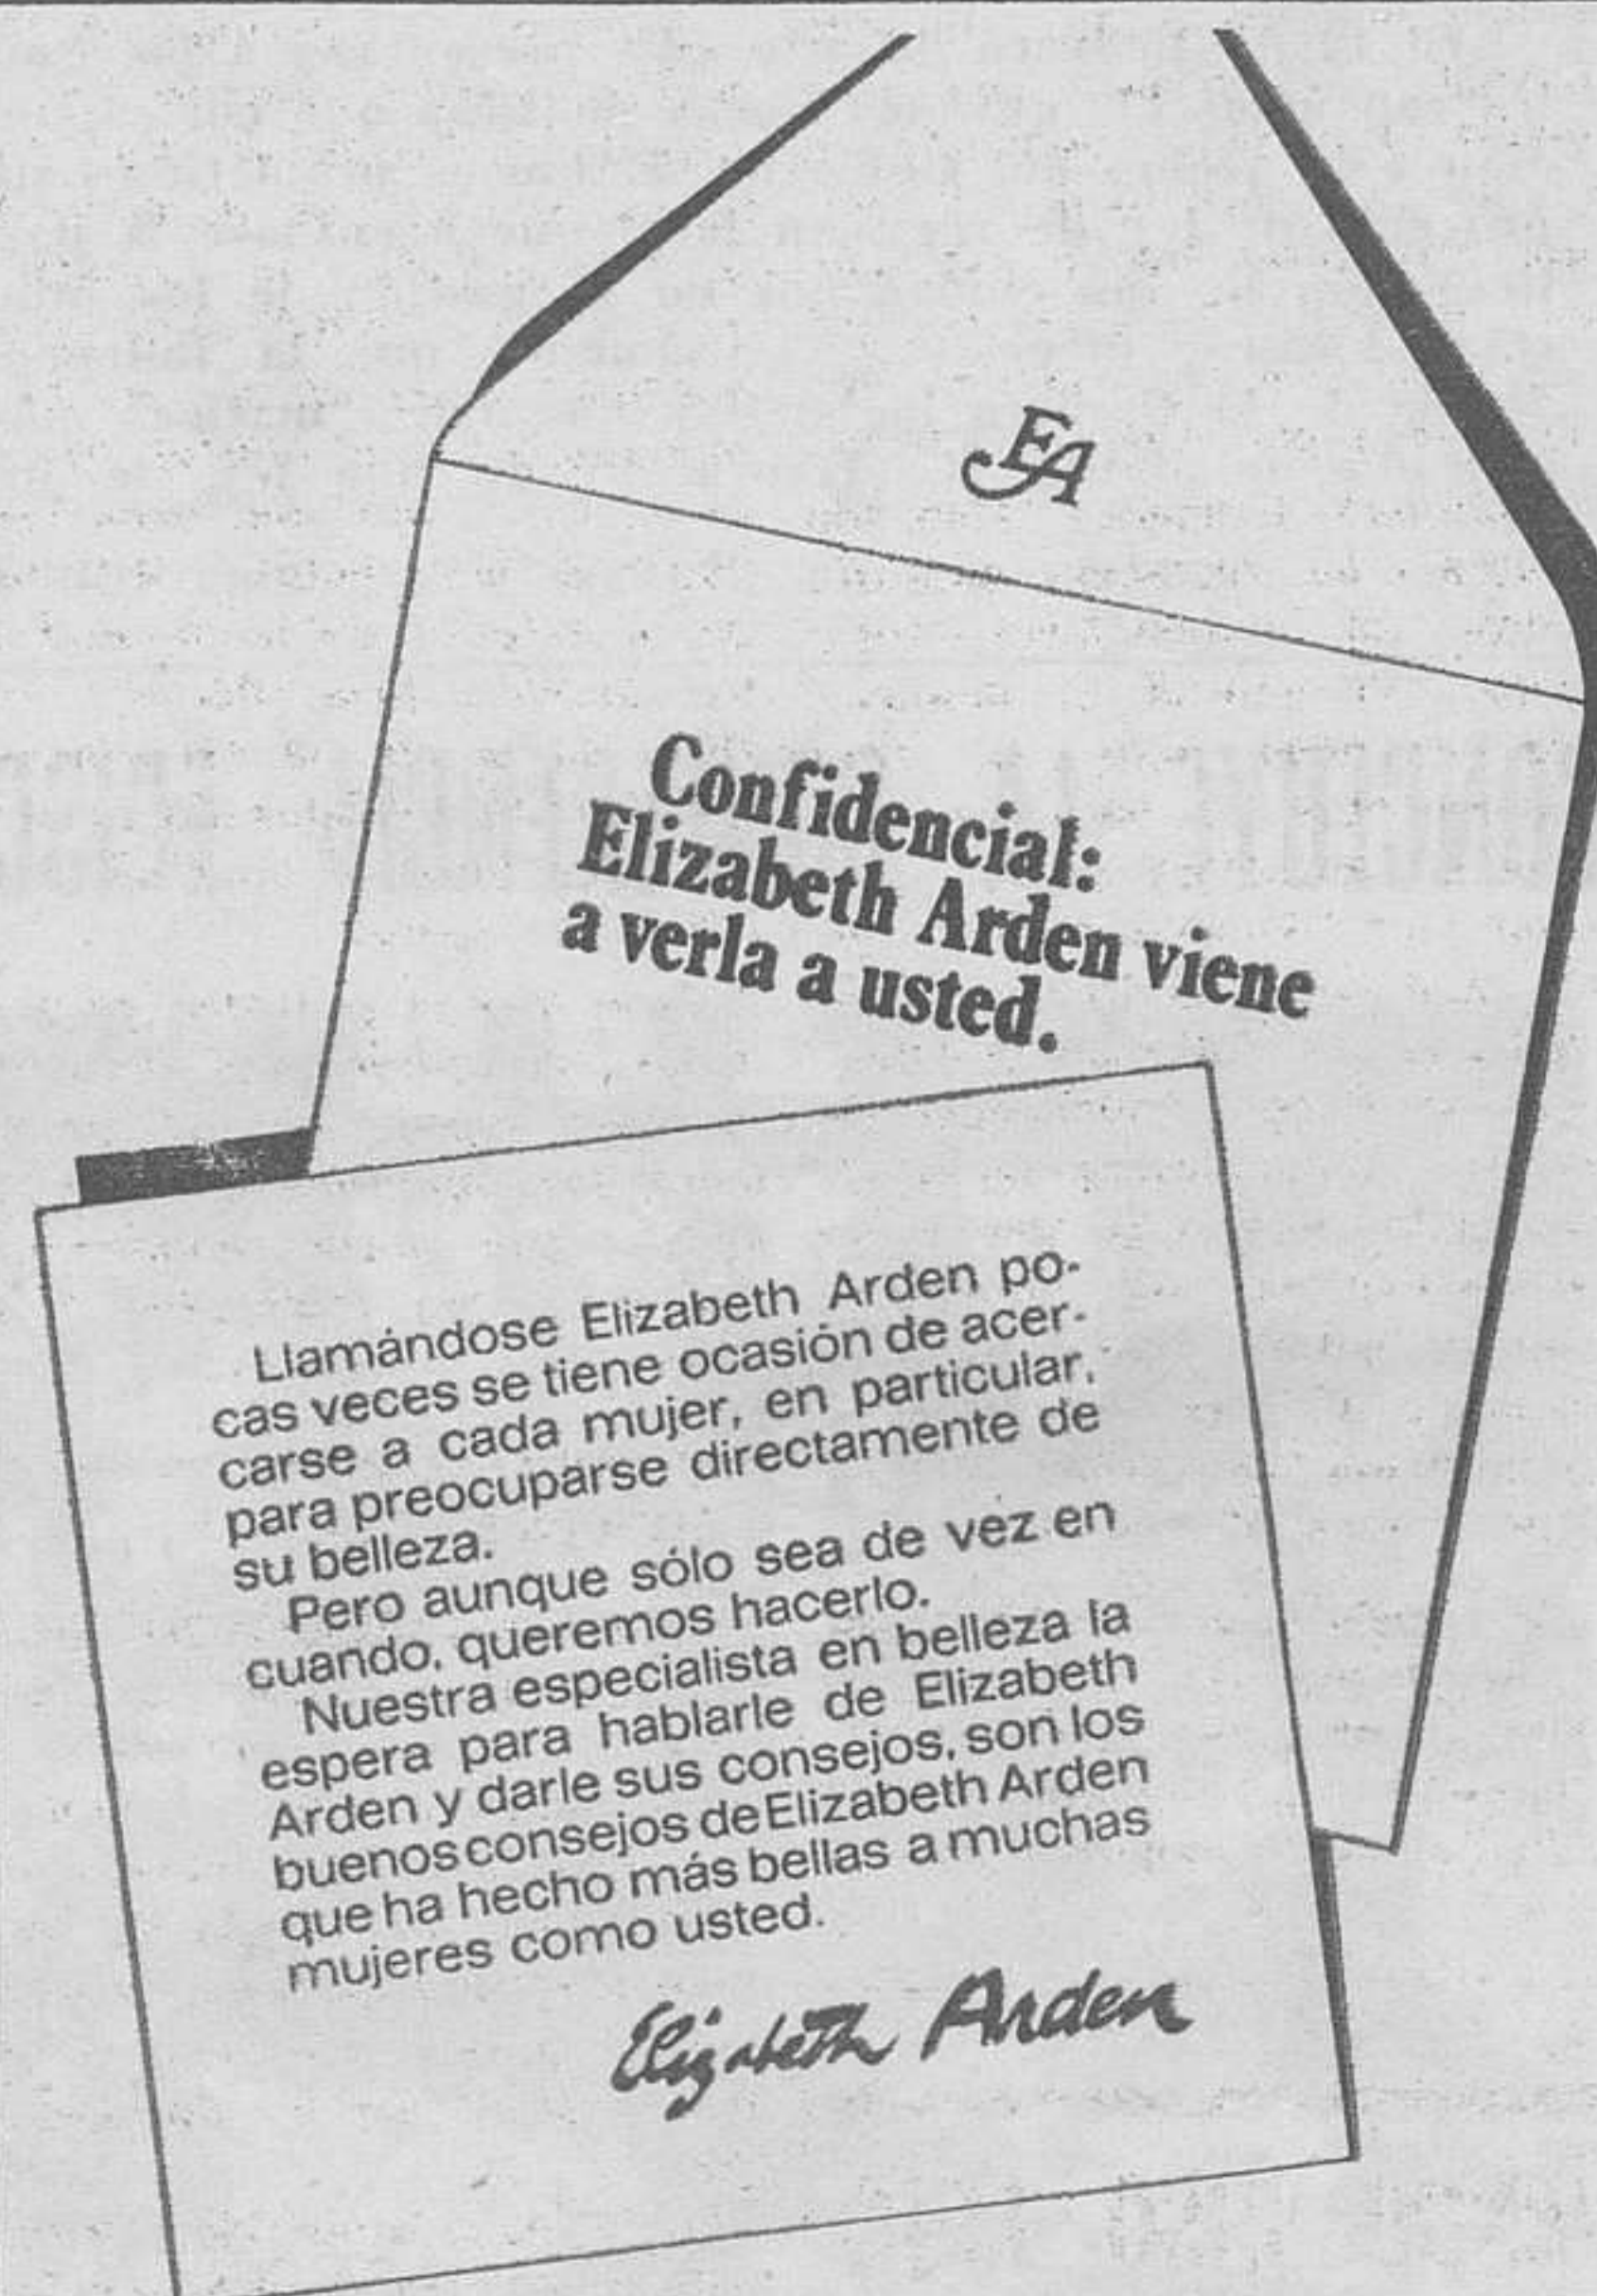 EA
Confidencial:
Elizabeth Arden viene
a verla a usted.
Llamándose Elizabeth Arden po-
cas veces se tiene ocasión de acer-
carse a cada mujer, en particular,
para preocuparse directamente de
su belleza.
Pero aunque sólo sea de vez en
cuando, queremos hacerlo.
Nuestra especialista en belleza la
espera para hablarle de Elizabeth
Arden y darle sus consejos, son los
buenos consejos de Elizabeth Arden
que ha hecho más bellas a muchas
mujeres como usted.
Elizabeth Arden